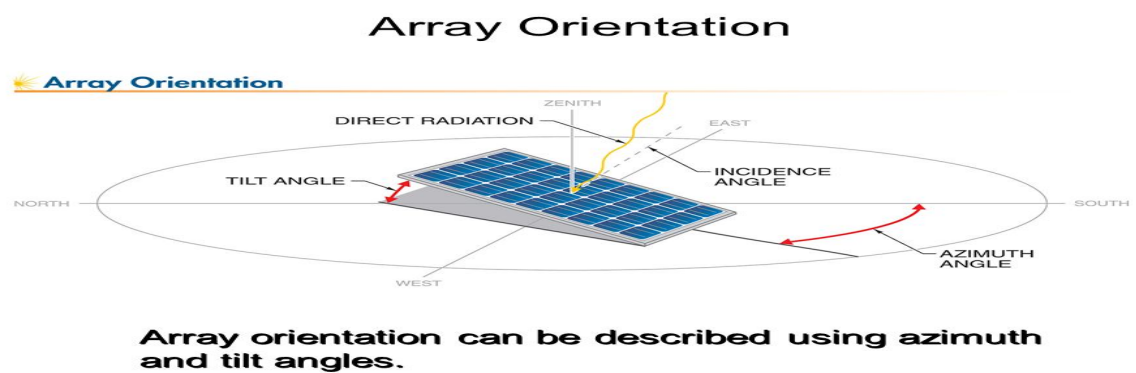 Array Orientation
Array Orientation
ZENITH
DIRECT RADIATION
EAST
TILT ANGLE
INCIDENCE
ANGLE
NORTH
SOUTH
AZIMUTH
ANGLE
WEST
Array orientation can be described using azimuth
and tilt angles.